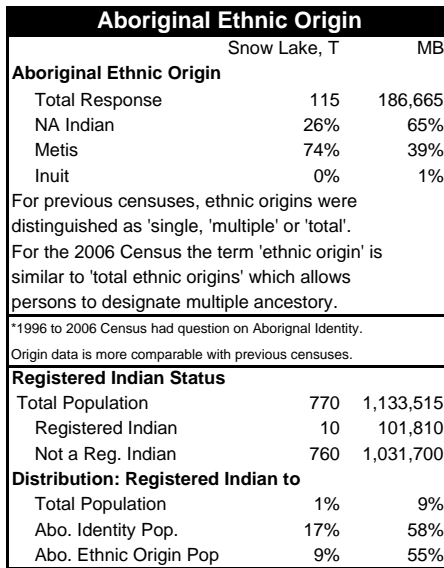 Aboriginal Ethnic Origin
Snow Lake, T MB
Aboriginal Ethnic Origin
Total Response 115 186,665
NA Indian 26% 65%
Metis 74% 39%
Inuit 0% 1%
For previous censuses, ethnic origins were
distinguished as 'single, 'multiple' or 'total'.
For the 2006 Census the term 'ethnic origin' is
similar to 'total ethnic origins' which allows
persons to designate multiple ancestory.
*1996 to 2006 Census had question on Aborignal Identity.
Origin data is more comparable with previous censuses.
Registered Indian Status
Total Population 770 1,133,515
Registered Indian 10 101,810
Not a Reg. Indian 760 1,031,700
Distribution: Registered Indian to
Total Population 1% 9%
Abo. Identity Pop. 17% 58%
Abo. Ethnic Origin Pop 9% 55%